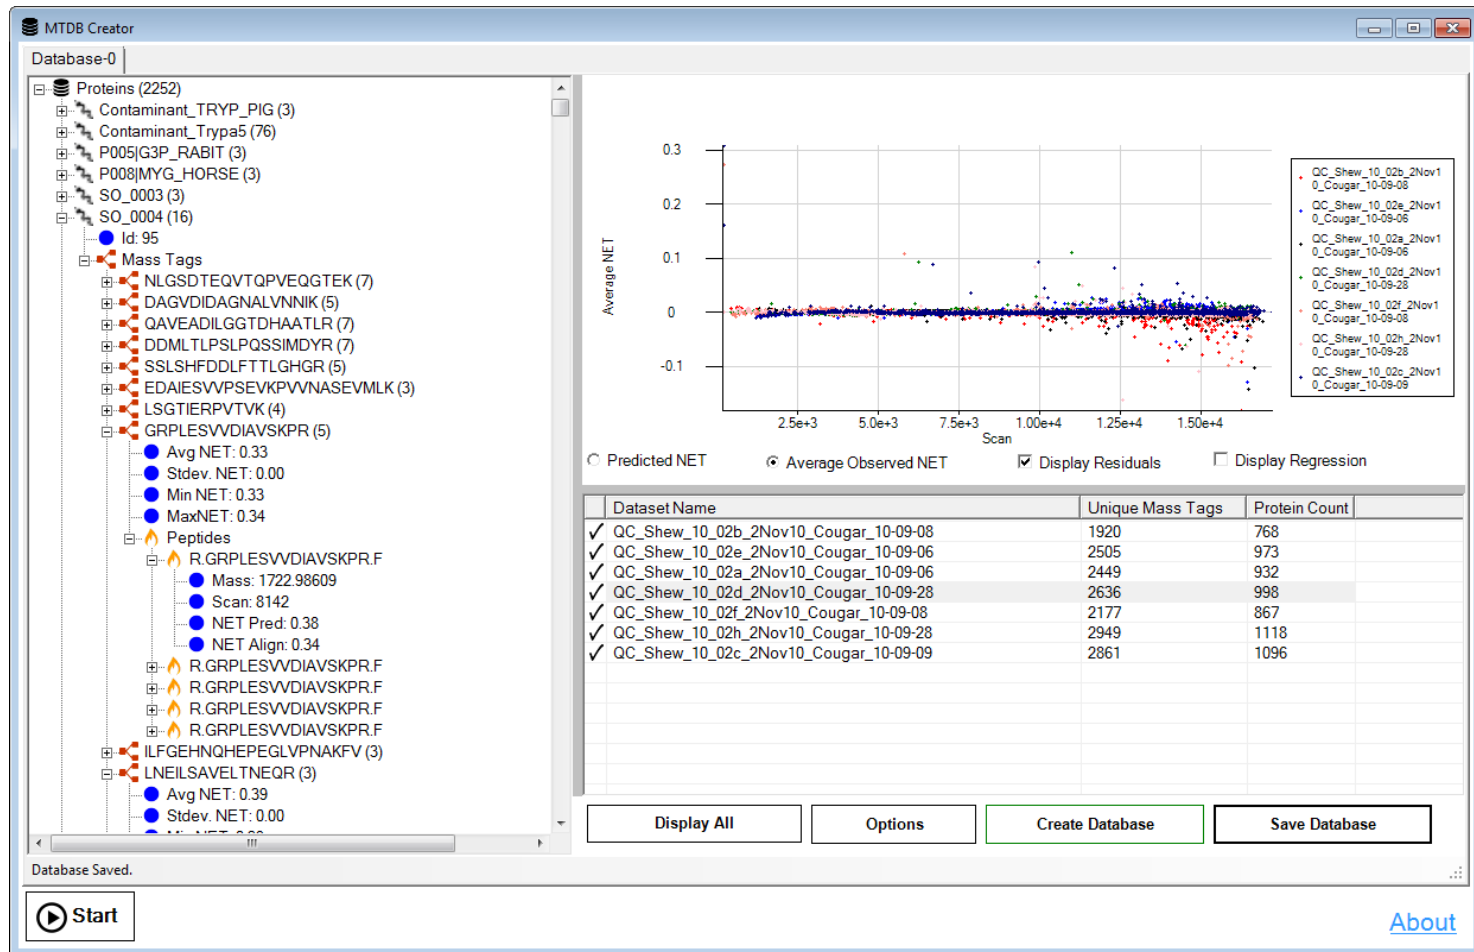 MTDB Creator
Database-0
Proteins (2252)
Contaminant_TRYP_PIG (3)
Contaminant_Trypa5 (76)
P005|G3P_RABIT (3)
P008|MYG_HORSE (3)
SO_0003 (3)
SO_0004 (16)
Id: 95
Mass Tags
NLGSDTEQVTQPVEQGTEK (7)
DAGVDIDAGNALVNNIK (5)
QAVEADILGGTDHAATLR (7)
DDMLTLPSLPQSSIMDYR (7)
SSLSHFDDLFTTLGHGR (5)
EDAIESVVPSEVKPVVNASEVMLK (3)
LSGTIERPVTVK (4)
GRPLESVVDIAVSKPR (5)
Avg NET: 0.33
Stdev. NET: 0.00
Min NET: 0.33
MaxNET: 0.34
Peptides
R.GRPLESVVDIAVSKPR.F
Mass: 1722.98609
Scan: 8142
NET Pred: 0.38
NET Align: 0.34
R.GRPLESVVDIAVSKPR.F
R.GRPLESVVDIAVSKPR.F
R.GRPLESVVDIAVSKPR.F
R.GRPLESVVDIAVSKPR.F
ILFGEHNQHEPEGLVPNAKFV (3)
LNEILSAVELTNEQR (3)
Avg NET: 0.39
Stdev. NET: 0.00
Average NET
0.3
0.2
0.1
0
-0.1
2.5e+3 5.0e+3 7.5e+3 1.00e+4 1.25e+4 1.50e+4
Scan
QC_Shew_10_02b_2Nov1
0_Cougar_10-09-08
QC_Shew_10_02e_2Nov1
0_Cougar_10-09-06
QC_Shew_10_02a_2Nov1
0_Cougar_10-09-06
QC_Shew_10_02d_2Nov1
0_Cougar_10-09-28
QC_Shew_10_02f_2Nov1
0_Cougar_10-09-08
QC_Shew_10_02h_2Nov1
0_Cougar_10-09-28
QC_Shew_10_02c_2Nov1
0_Cougar_10-09-09
Predicted NET Average Observed NET Display Residuals Display Regression
Dataset Name Unique Mass Tags Protein Count
QC_Shew_10_02b_2Nov10_Cougar_10-09-08 1920 768
QC_Shew_10_02e_2Nov10_Cougar_10-09-06 2505 973
QC_Shew_10_02a_2Nov10_Cougar_10-09-06 2449 932
QC_Shew_10_02d_2Nov10_Cougar_10-09-28 2636 998
QC_Shew_10_02f_2Nov10_Cougar_10-09-08 2177 867
QC_Shew_10_02h_2Nov10_Cougar_10-09-28 2949 1118
QC_Shew_10_02c_2Nov10_Cougar_10-09-09 2861 1096
Display All Options Create Database Save Database
Database Saved.
Start
About